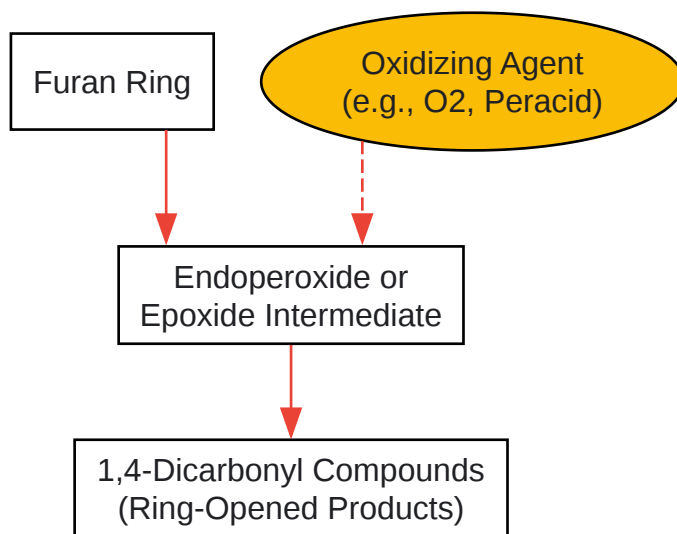 Furan Ring
Oxidizing Agent
(e.g., O2, Peracid)
Endoperoxide or
Epoxide Intermediate
1,4-Dicarbonyl Compounds
(Ring-Opened Products)